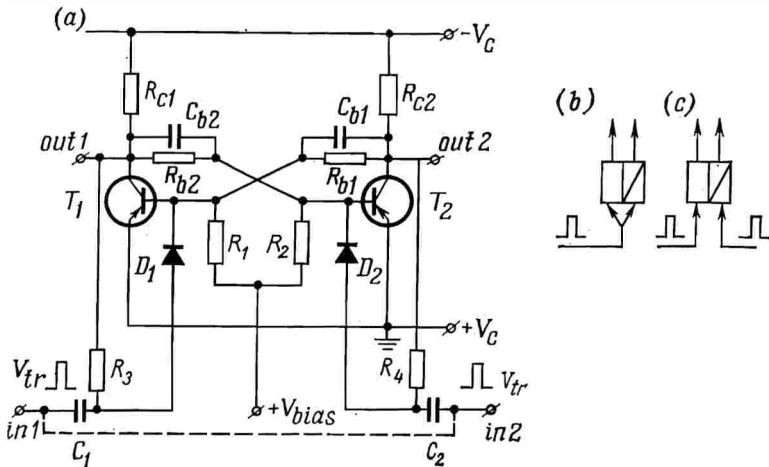 (a)
-V_C
R_C1
R_C2
C_b2
C_b1
(b)
(c)
out1
out2
R_b2
R_b1
T_1
T_2
R_1
R_2
D_1
D_2
+V_C
V_tr
R_3
R_4
V_tr
+V_bias
in1
in2
C_1
C_2